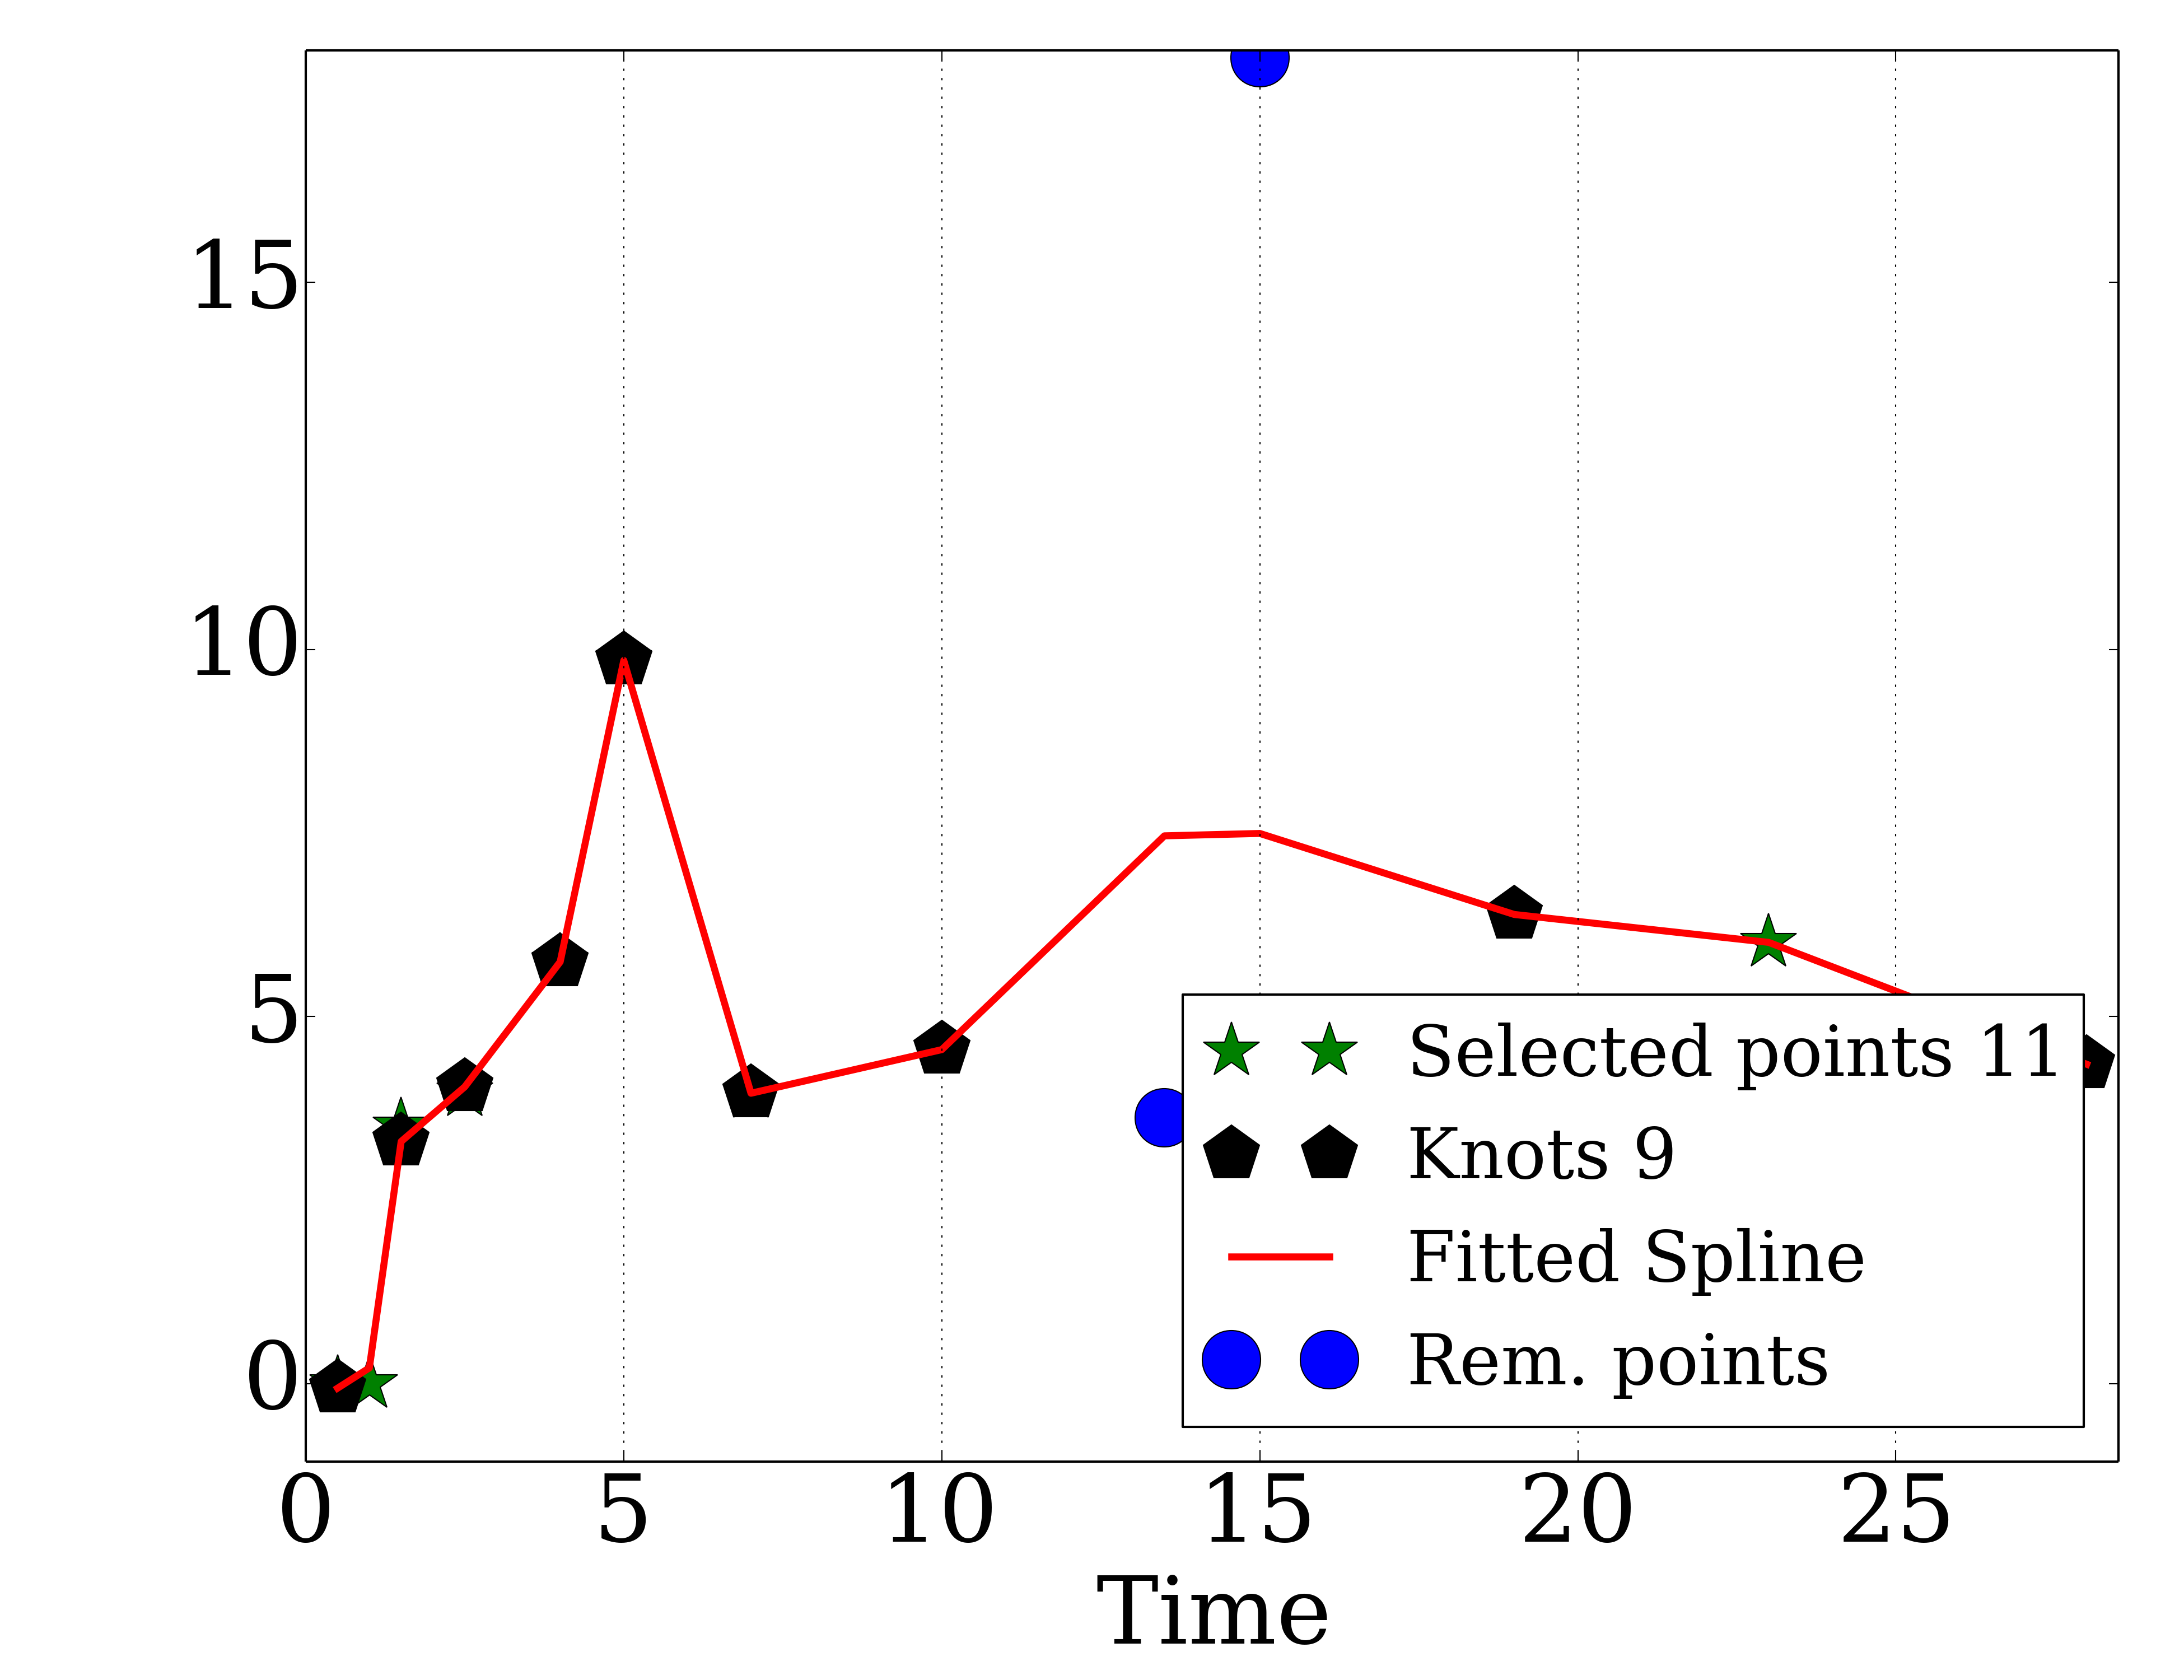 15
10
5
0
Selected points 11
Knots 9
Fitted Spline
Rem. points
0 5 10 15 20 25
Time